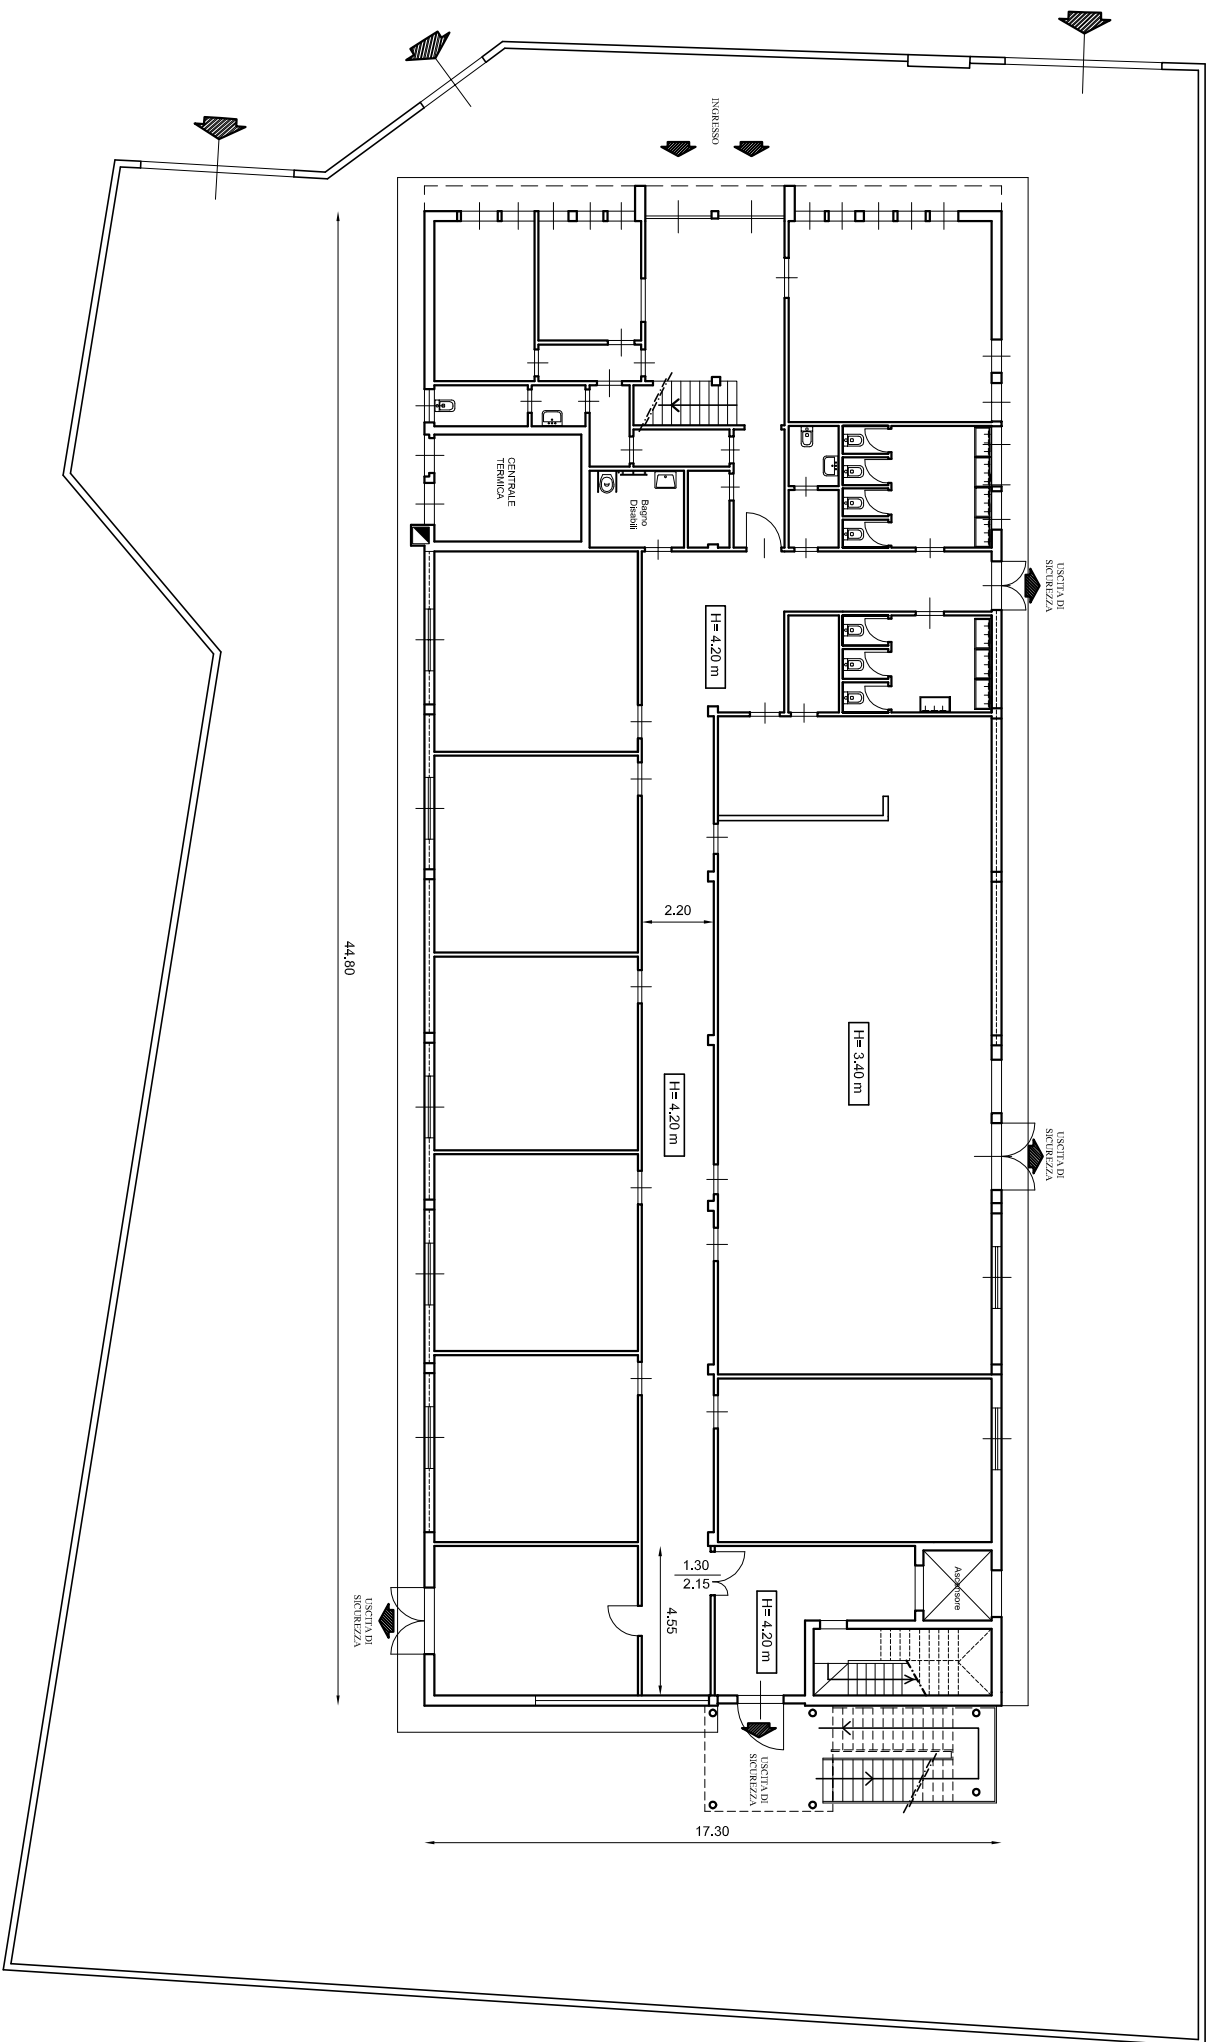 INGRESSO
CENTRALE
TERMICA
Bagno
Disabili
USCITA DI
SICUREZZA
H= 4.20 m
2.20
44.80
H= 3.40 m
H= 4.20 m
USCITA DI
SICUREZZA
1.30
2.15
4.55
H= 4.20 m
Ascensore
USCITA DI
SICUREZZA
USCITA DI
SICUREZZA
17.30